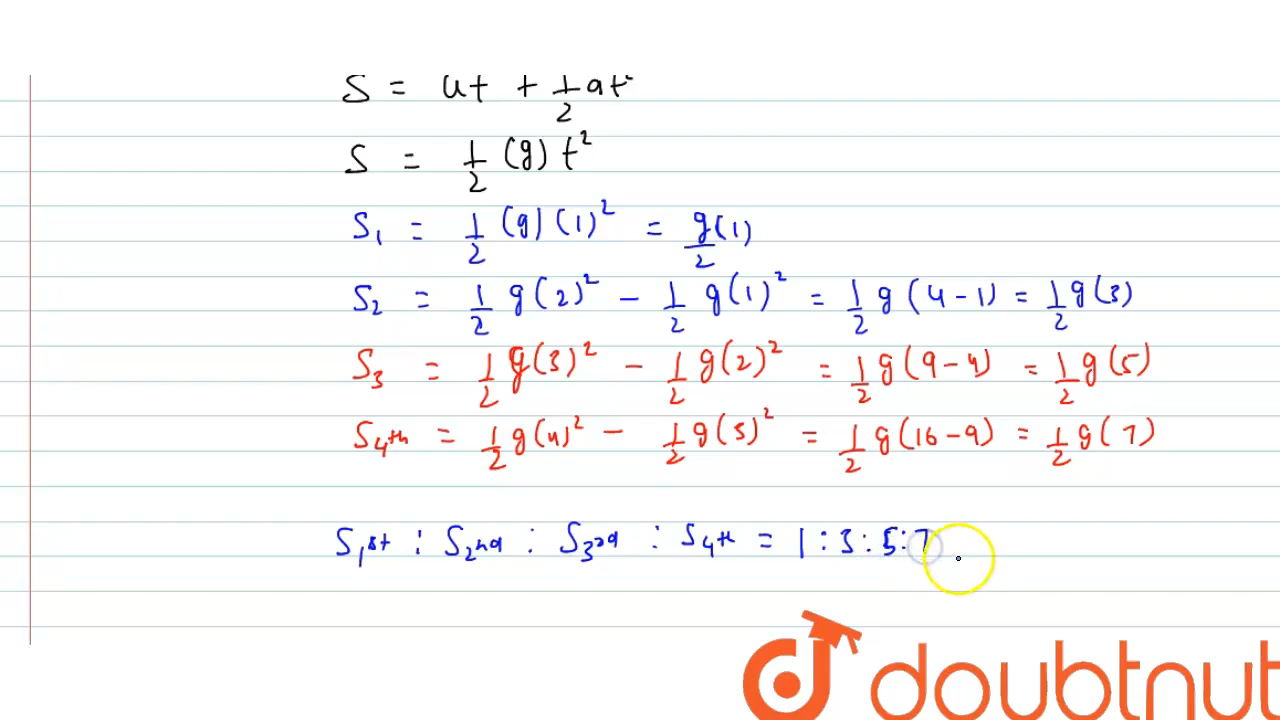 S = ut + 1/2 at²
S = 1/2 (g) t²
S₁ = 1/2 (g) (1)² = g/2 (1)
S₂ = 1/2 g(2)² − 1/2 g(1)² = 1/2 g(4−1) = 1/2 g(3)
S₃ = 1/2 g(3)² − 1/2 g(2)² = 1/2 g(9−4) = 1/2 g(5)
S₄th = 1/2 g(4)² − 1/2 g(3)² = 1/2 g(16−9) = 1/2 g(7)
S₁st : S₂nd : S₃rd : S₄th = 1 : 3 : 5 : 7
doubtnut